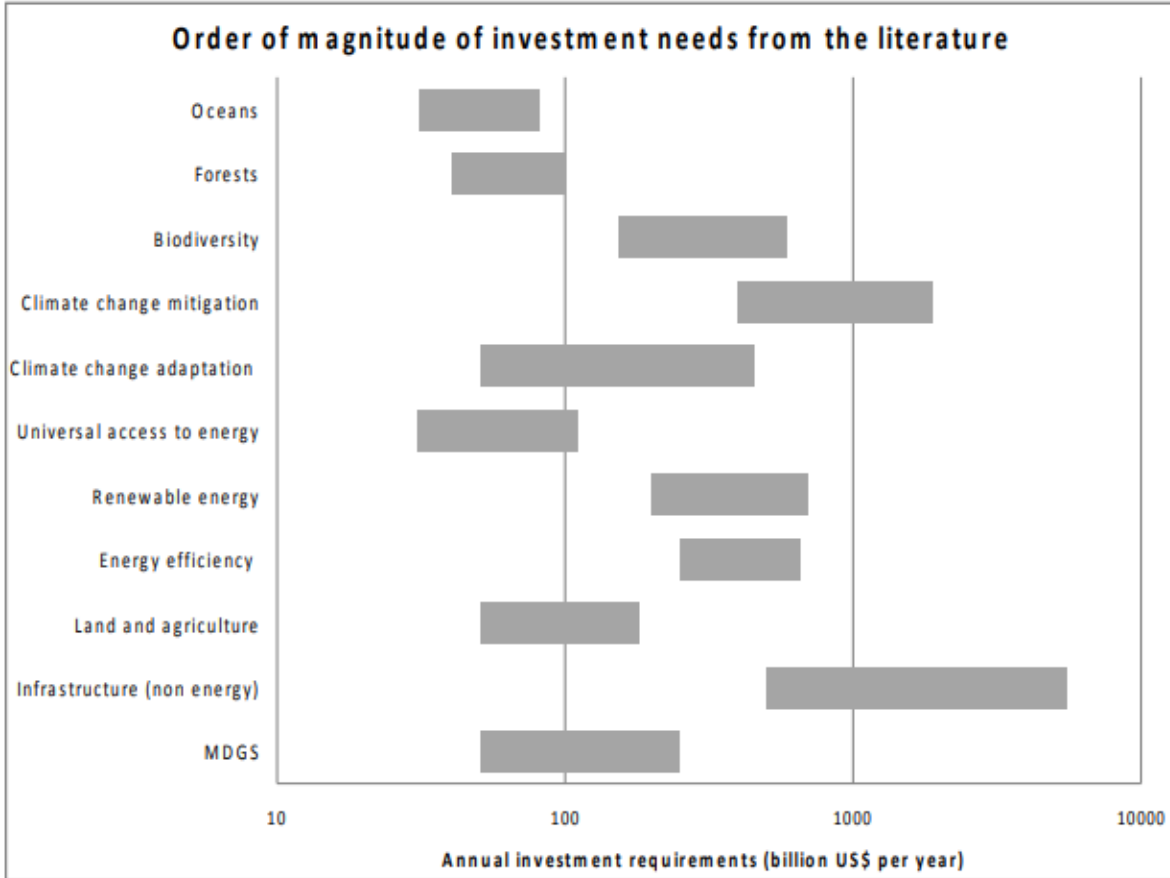 Order of magnitude of investment needs from the literature
Oceans
Forests
Biodiversity
Climate change mitigation
Climate change adaptation
Universal access to energy
Renewable energy
Energy efficiency
Land and agriculture
Infrastructure (non energy)
MDGS
10 100 1000 10000
Annual investment requirements (billion US$ per year)